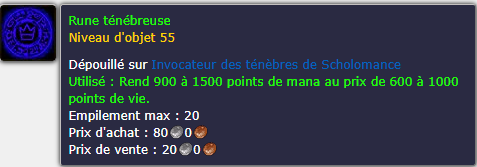 Rune ténébreuse
Niveau d'objet 55
Dépouillé sur Invocateur des ténèbres de Scholomance
Utilisé : Rend 900 à 1500 points de mana au prix de 600 à 1000
points de vie.
Empilement max : 20
Prix d'achat : 80 0
Prix de vente : 20 0